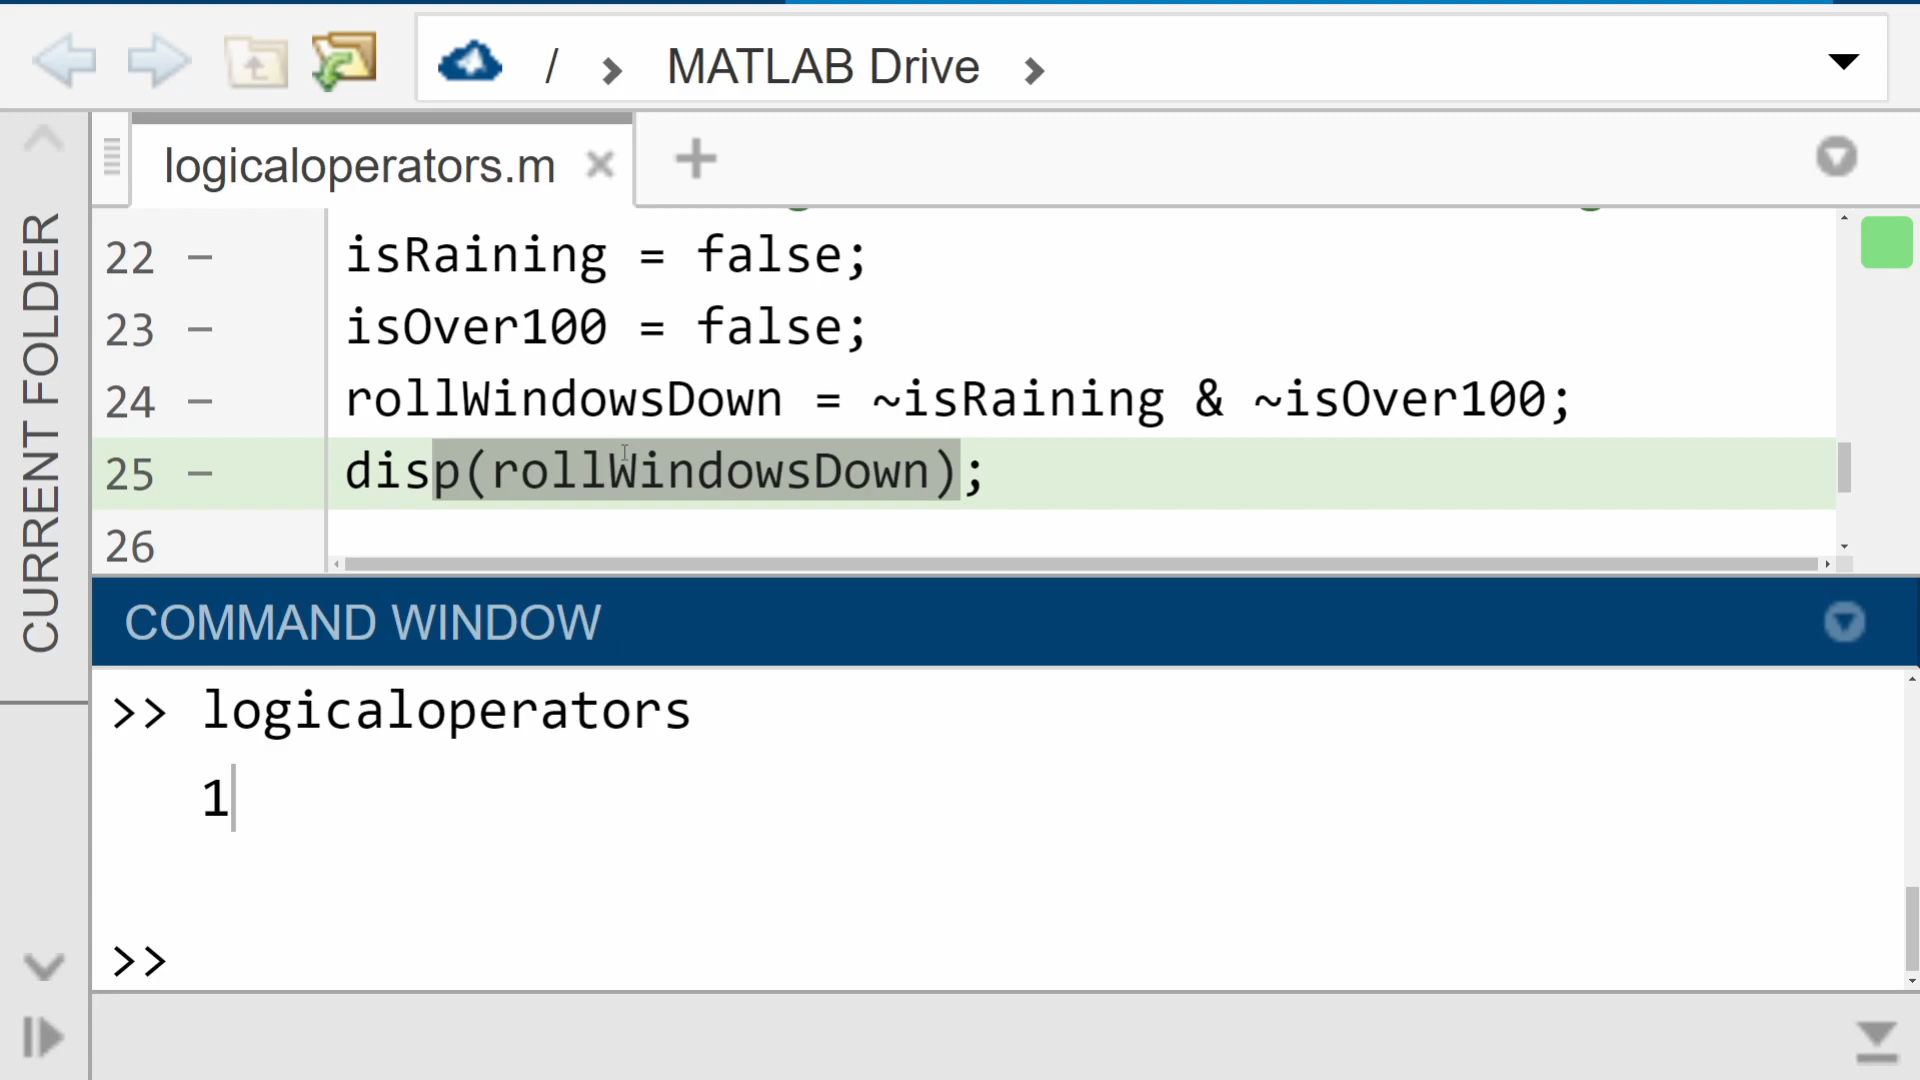 / > MATLAB Drive >
logicaloperators.m
CURRENT FOLDER
22 – isRaining = false;
23 – isOver100 = false;
24 – rollWindowsDown = ~isRaining & ~isOver100;
25 – disp(rollWindowsDown);
26
COMMAND WINDOW
>> logicaloperators
1
>>